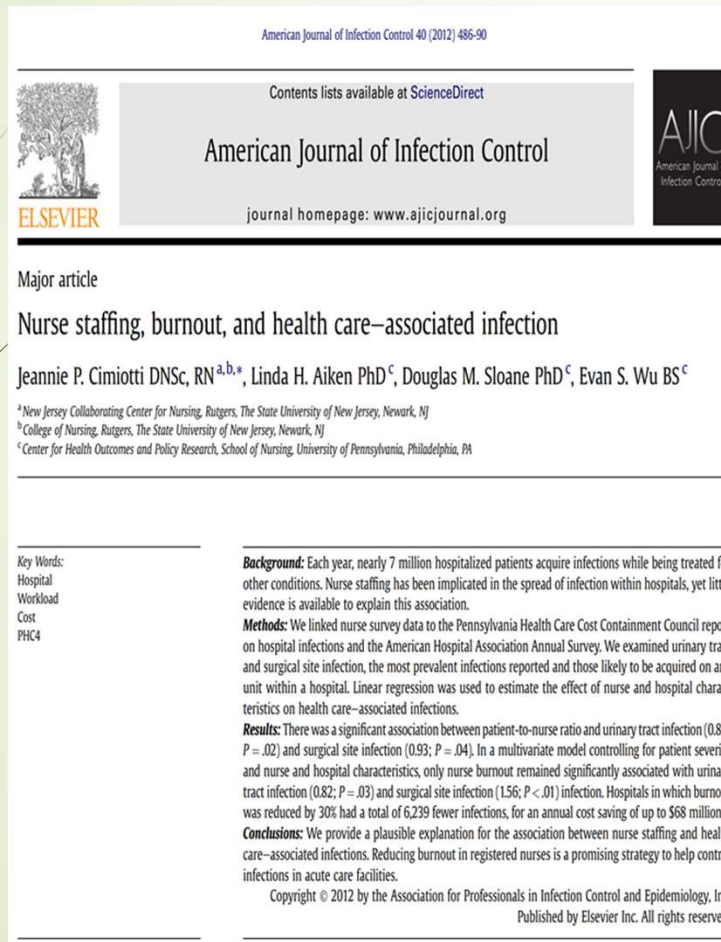 American Journal of Infection Control 40 (2012) 486-90
Contents lists available at ScienceDirect
American Journal of Infection Control
journal homepage: www.ajicjournal.org
ELSEVIER
AJIC
American Journal
Infection Contro
Major article
Nurse staffing, burnout, and health care–associated infection
Jeannie P. Cimiotti DNSc, RN a,b,*, Linda H. Aiken PhD c, Douglas M. Sloane PhD c, Evan S. Wu BS c
a New Jersey Collaborating Center for Nursing, Rutgers, The State University of New Jersey, Newark, NJ
b College of Nursing, Rutgers, The State University of New Jersey, Newark, NJ
c Center for Health Outcomes and Policy Research, School of Nursing, University of Pennsylvania, Philadelphia, PA
Key Words:
Hospital
Workload
Cost
PHC4
Background: Each year, nearly 7 million hospitalized patients acquire infections while being treated f
other conditions. Nurse staffing has been implicated in the spread of infection within hospitals, yet litt
evidence is available to explain this association.
Methods: We linked nurse survey data to the Pennsylvania Health Care Cost Containment Council repo
on hospital infections and the American Hospital Association Annual Survey. We examined urinary tra
and surgical site infection, the most prevalent infections reported and those likely to be acquired on a
unit within a hospital. Linear regression was used to estimate the effect of nurse and hospital chara
teristics on health care–associated infections.
Results: There was a significant association between patient-to-nurse ratio and urinary tract infection (0.8
P = .02) and surgical site infection (0.93; P = .04). In a multivariate model controlling for patient severi
and nurse and hospital characteristics, only nurse burnout remained significantly associated with urina
tract infection (0.82; P = .03) and surgical site infection (1.56; P < .01) infection. Hospitals in which burno
was reduced by 30% had a total of 6,239 fewer infections, for an annual cost saving of up to $68 million
Conclusions: We provide a plausible explanation for the association between nurse staffing and healt
care–associated infections. Reducing burnout in registered nurses is a promising strategy to help contr
infections in acute care facilities.
Copyright © 2012 by the Association for Professionals in Infection Control and Epidemiology, In
Published by Elsevier Inc. All rights reserve